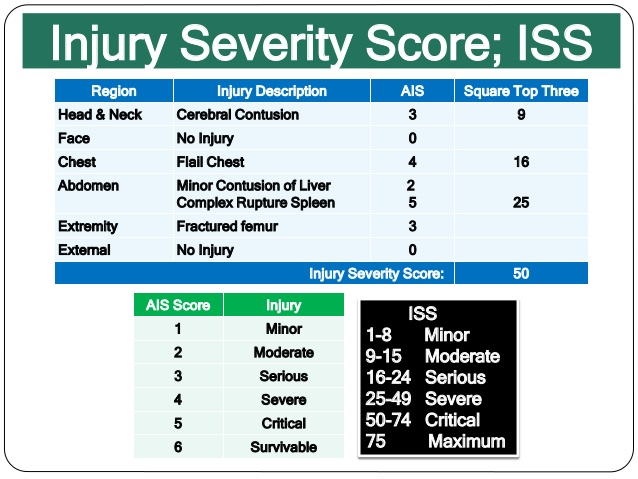 Injury Severity Score; ISS
Region Injury Description AIS Square Top Three
Head & Neck Cerebral Contusion 3 9
Face No Injury 0
Chest Flail Chest 4 16
Abdomen Minor Contusion of Liver 2
Complex Rupture Spleen 5 25
Extremity Fractured femur 3
External No Injury 0
Injury Severity Score: 50
AIS Score Injury
1 Minor
2 Moderate
3 Serious
4 Severe
5 Critical
6 Survivable
ISS
1-8 Minor
9-15 Moderate
16-24 Serious
25-49 Severe
50-74 Critical
75 Maximum